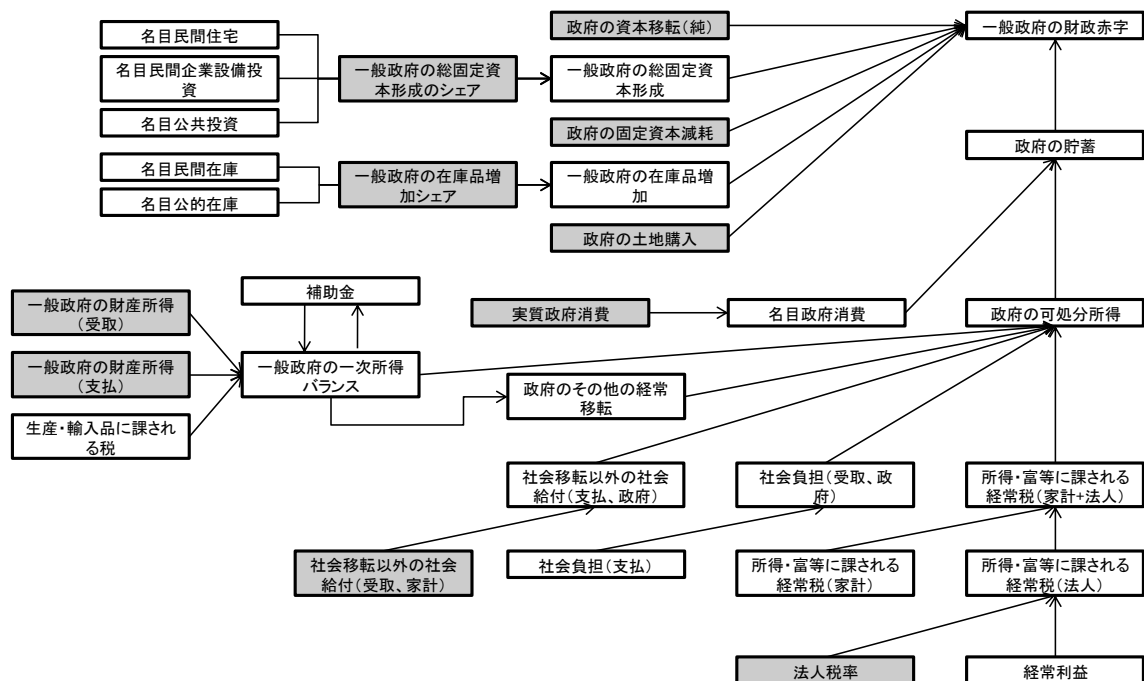 政府の資本移転(純)
一般政府の財政赤字
名目民間住宅
名目民間企業設備投
資
一般政府の総固定資
本形成のシェア
一般政府の総固定資
本形成
名目公共投資
政府の固定資本減耗
政府の貯蓄
名目民間在庫
一般政府の在庫品増
加シェア
一般政府の在庫品増
加
名目公的在庫
政府の土地購入
補助金
一般政府の財産所得
(受取)
実質政府消費
名目政府消費
政府の可処分所得
一般政府の財産所得
(支払)
一般政府の一次所得
バランス
政府のその他の経常
移転
生産・輸入品に課され
る税
社会移転以外の社会
給付(支払、政府)
社会負担(受取、政
府)
所得・富等に課される
経常税(家計+法人)
社会移転以外の社会
給付(受取、家計)
社会負担(支払)
所得・富等に課される
経常税(家計)
所得・富等に課される
経常税(法人)
法人税率
経常利益